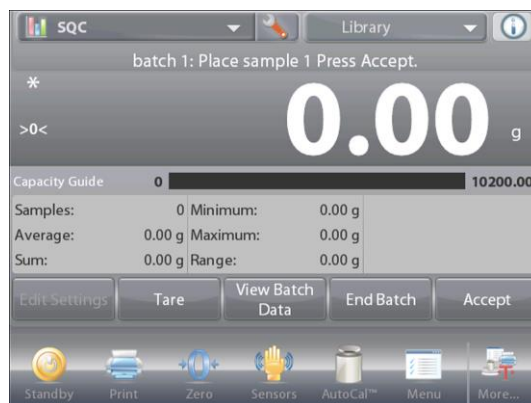 SQC Library
batch 1: Place sample 1 Press Accept.
*
>0<
0.00 g
Capacity Guide 0 10200.00
Samples: 0 Minimum: 0.00 g
Average: 0.00 g Maximum: 0.00 g
Sum: 0.00 g Range: 0.00 g
Edit Settings Tare View Batch Data End Batch Accept
Standby Print Zero Sensors AutoCal™ Menu More...